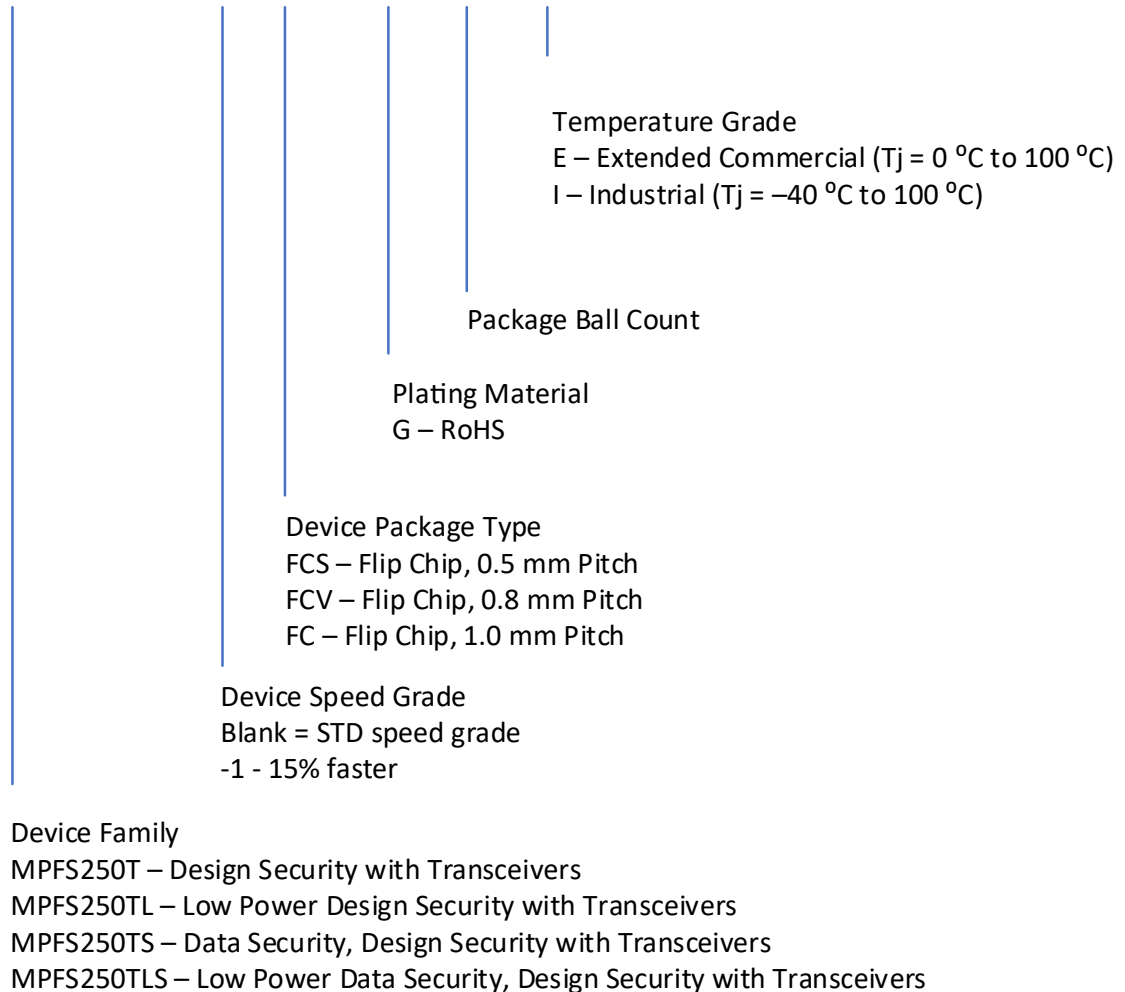 Temperature Grade
E – Extended Commercial (Tj = 0 ⁰C to 100 ⁰C)
I – Industrial (Tj = –40 ⁰C to 100 ⁰C)
Package Ball Count
Plating Material
G – RoHS
Device Package Type
FCS – Flip Chip, 0.5 mm Pitch
FCV – Flip Chip, 0.8 mm Pitch
FC – Flip Chip, 1.0 mm Pitch
Device Speed Grade
Blank = STD speed grade
-1 - 15% faster
Device Family
MPFS250T – Design Security with Transceivers
MPFS250TL – Low Power Design Security with Transceivers
MPFS250TS – Data Security, Design Security with Transceivers
MPFS250TLS – Low Power Data Security, Design Security with Transceivers